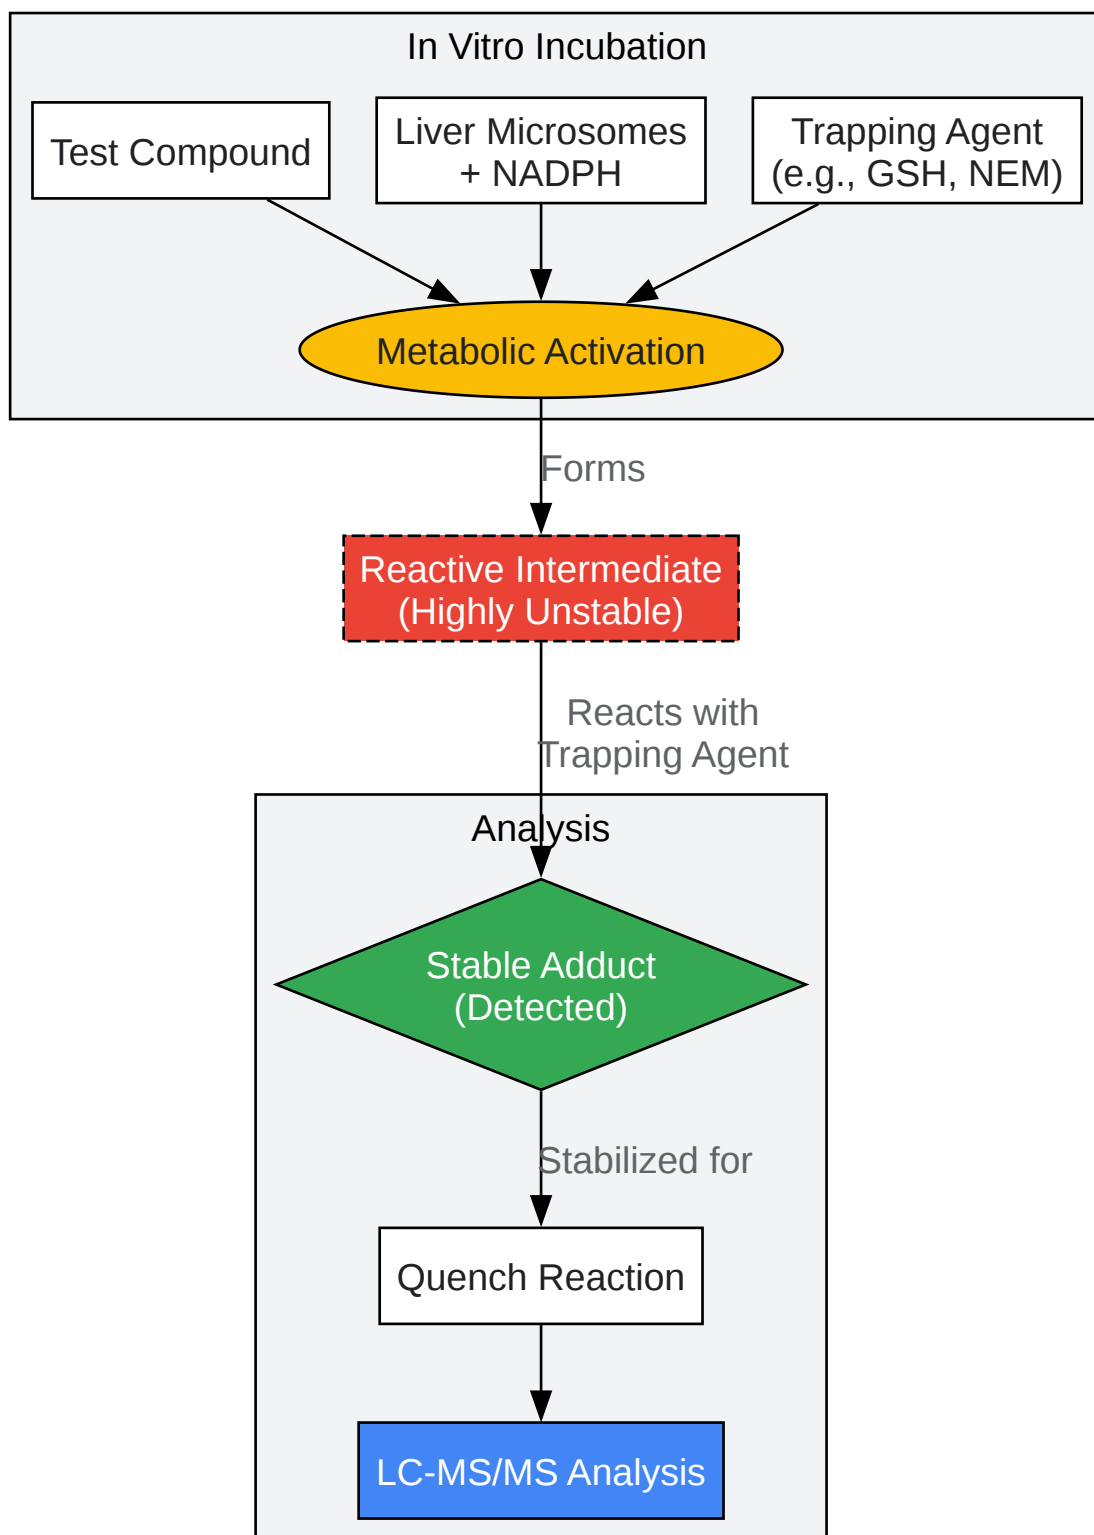 In Vitro Incubation
Test Compound
Liver Microsomes
+ NADPH
Trapping Agent
(e.g., GSH, NEM)
Metabolic Activation
Forms
Reactive Intermediate
(Highly Unstable)
Reacts with
Trapping Agent
Analysis
Stable Adduct
(Detected)
Stabilized for
Quench Reaction
LC-MS/MS Analysis